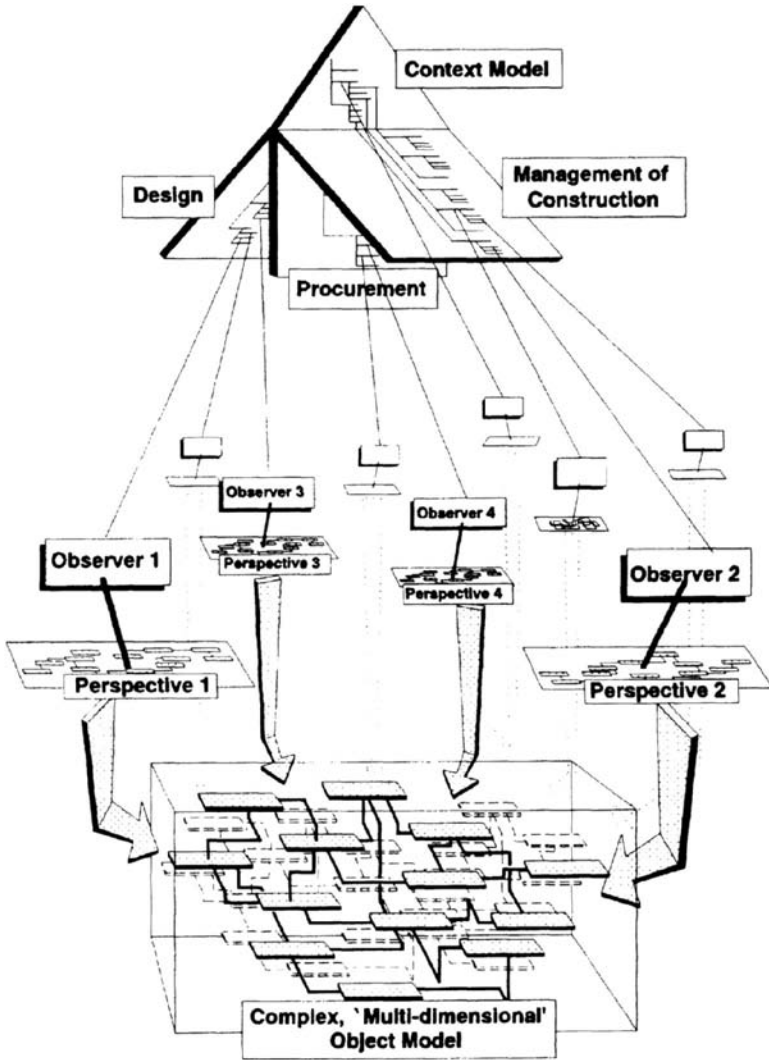 Context Model
Design
Management of
Construction
Procurement
Observer 3
Observer 4
Observer 1
Observer 2
Perspective 3
Perspective 4
Perspective 1
Perspective 2
Complex, `Multi-dimensional'
Object Model